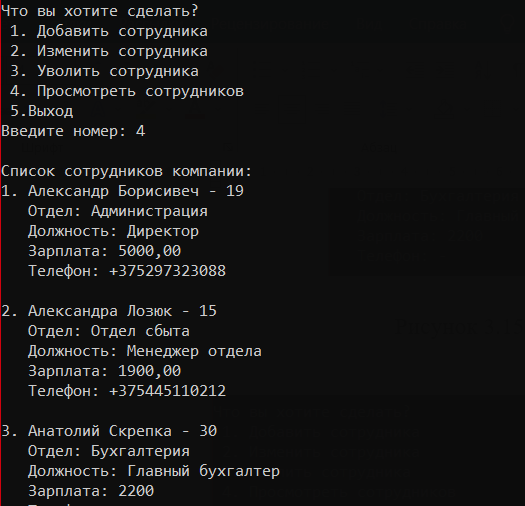 Что вы хотите сделать?
1. Добавить сотрудника
2. Изменить сотрудника
3. Уволить сотрудника
4. Просмотреть сотрудников
5.Выход
Введите номер: 4
Список сотрудников компании:
1. Александр Борисивеч - 19
Отдел: Администрация
Должность: Директор
Зарплата: 5000,00
Телефон: +375297323088
2. Александра Лозюк - 15
Отдел: Отдел сбыта
Должность: Менеджер отдела
Зарплата: 1900,00
Телефон: +375445110212
3. Анатолий Скрепка - 30
Отдел: Бухгалтерия
Должность: Главный бухгалтер
Зарплата: 2200